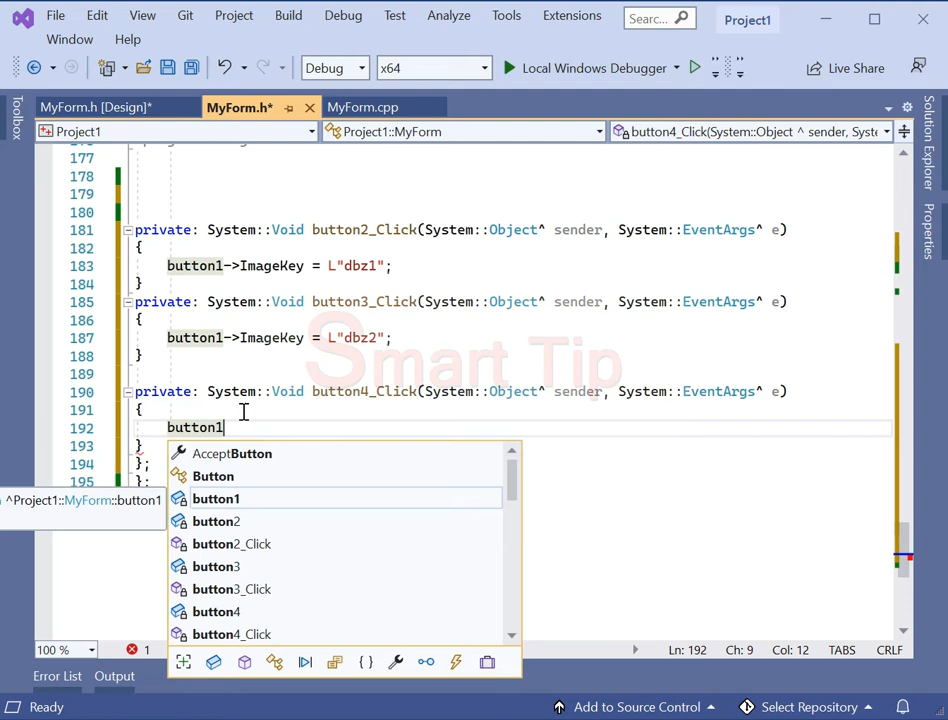 File Edit View Git Project Build Debug Test Analyze Tools Extensions Searc... Project1
Window Help
Debug x64 Local Windows Debugger Live Share
MyForm.h [Design]* MyForm.h* MyForm.cpp
Project1 Project1::MyForm button4_Click(System::Object ^ sender, Syste
177
178
179
180
181 private: System::Void button2_Click(System::Object^ sender, System::EventArgs^ e)
182 {
183 button1->ImageKey = L"dbz1";
184 }
185 private: System::Void button3_Click(System::Object^ sender, System::EventArgs^ e)
186 {
187 button1->ImageKey = L"dbz2";
188 }
189
190 private: System::Void button4_Click(System::Object^ sender, System::EventArgs^ e)
191 {
192 button1
193 }
194 };
195 };
Smart Tip
^Project1::MyForm::button1
AcceptButton
Button
button1
button2
button2_Click
button3
button3_Click
button4
button4_Click
100 % 1 Ln: 192 Ch: 9 Col: 12 TABS CRLF
Error List Output
Ready Add to Source Control Select Repository
Toolbox
Solution Explorer
Properties